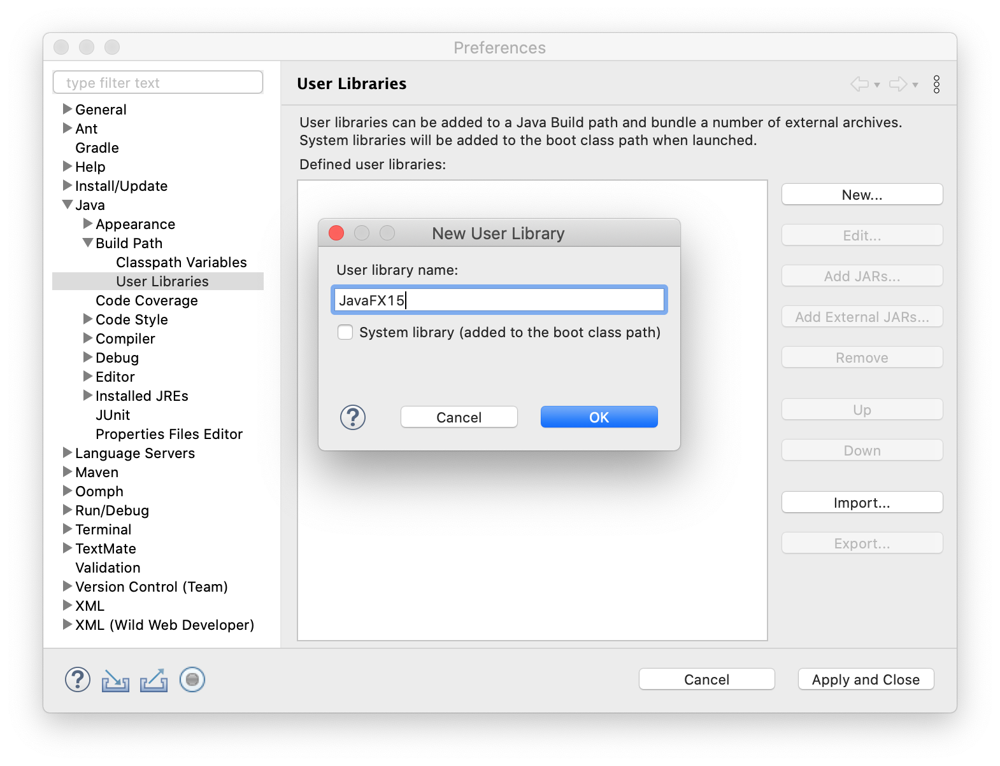 Preferences
type filter text
General
Ant
Gradle
Help
Install/Update
Java
Appearance
Build Path
Classpath Variables
User Libraries
Code Coverage
Code Style
Compiler
Debug
Editor
Installed JREs
JUnit
Properties Files Editor
Language Servers
Maven
Oomph
Run/Debug
Terminal
TextMate
Validation
Version Control (Team)
XML
XML (Wild Web Developer)
User Libraries
User libraries can be added to a Java Build path and bundle a number of external archives.
System libraries will be added to the boot class path when launched.
Defined user libraries:
New User Library
User library name:
JavaFX15
System library (added to the boot class path)
?
Cancel
OK
New...
Edit...
Add JARs...
Add External JARs...
Remove
Up
Down
Import...
Export...
?
Cancel
Apply and Close